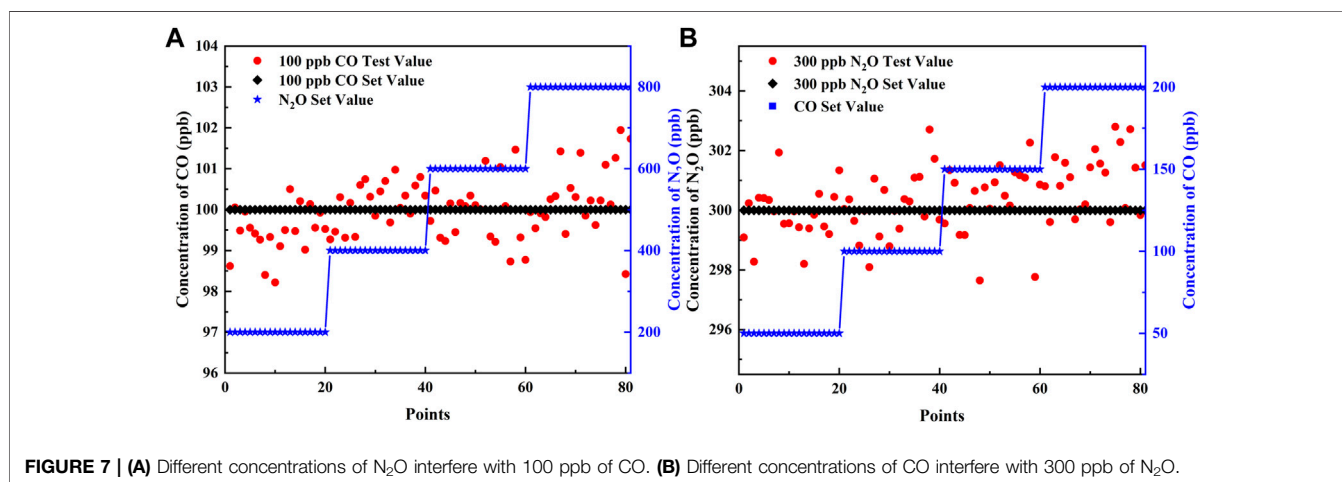 A
104
103
102
101
100
99
98
97
96
Concentration of CO (ppb)
100 ppb CO Test Value
100 ppb CO Set Value
N₂O Set Value
800
600
400
200
Concentration of N₂O (ppb)
0
20
40
60
80
Points
B
304
302
300
298
296
Concentration of N₂O (ppb)
300 ppb N₂O Test Value
300 ppb N₂O Set Value
CO Set Value
200
150
100
50
Concentration of CO (ppb)
0
20
40
60
80
Points
FIGURE 7 | (A) Different concentrations of N₂O interfere with 100 ppb of CO. (B) Different concentrations of CO interfere with 300 ppb of N₂O.